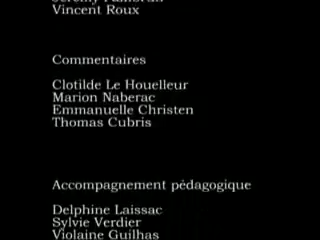 Vincent Roux
Commentaires
Clotilde Le Houelleur
Marion Naberac
Emmanuelle Christen
Thomas Cubris
Accompagnement pédagogique
Delphine Laissac
Sylvie Verdier
Violaine Guilhas